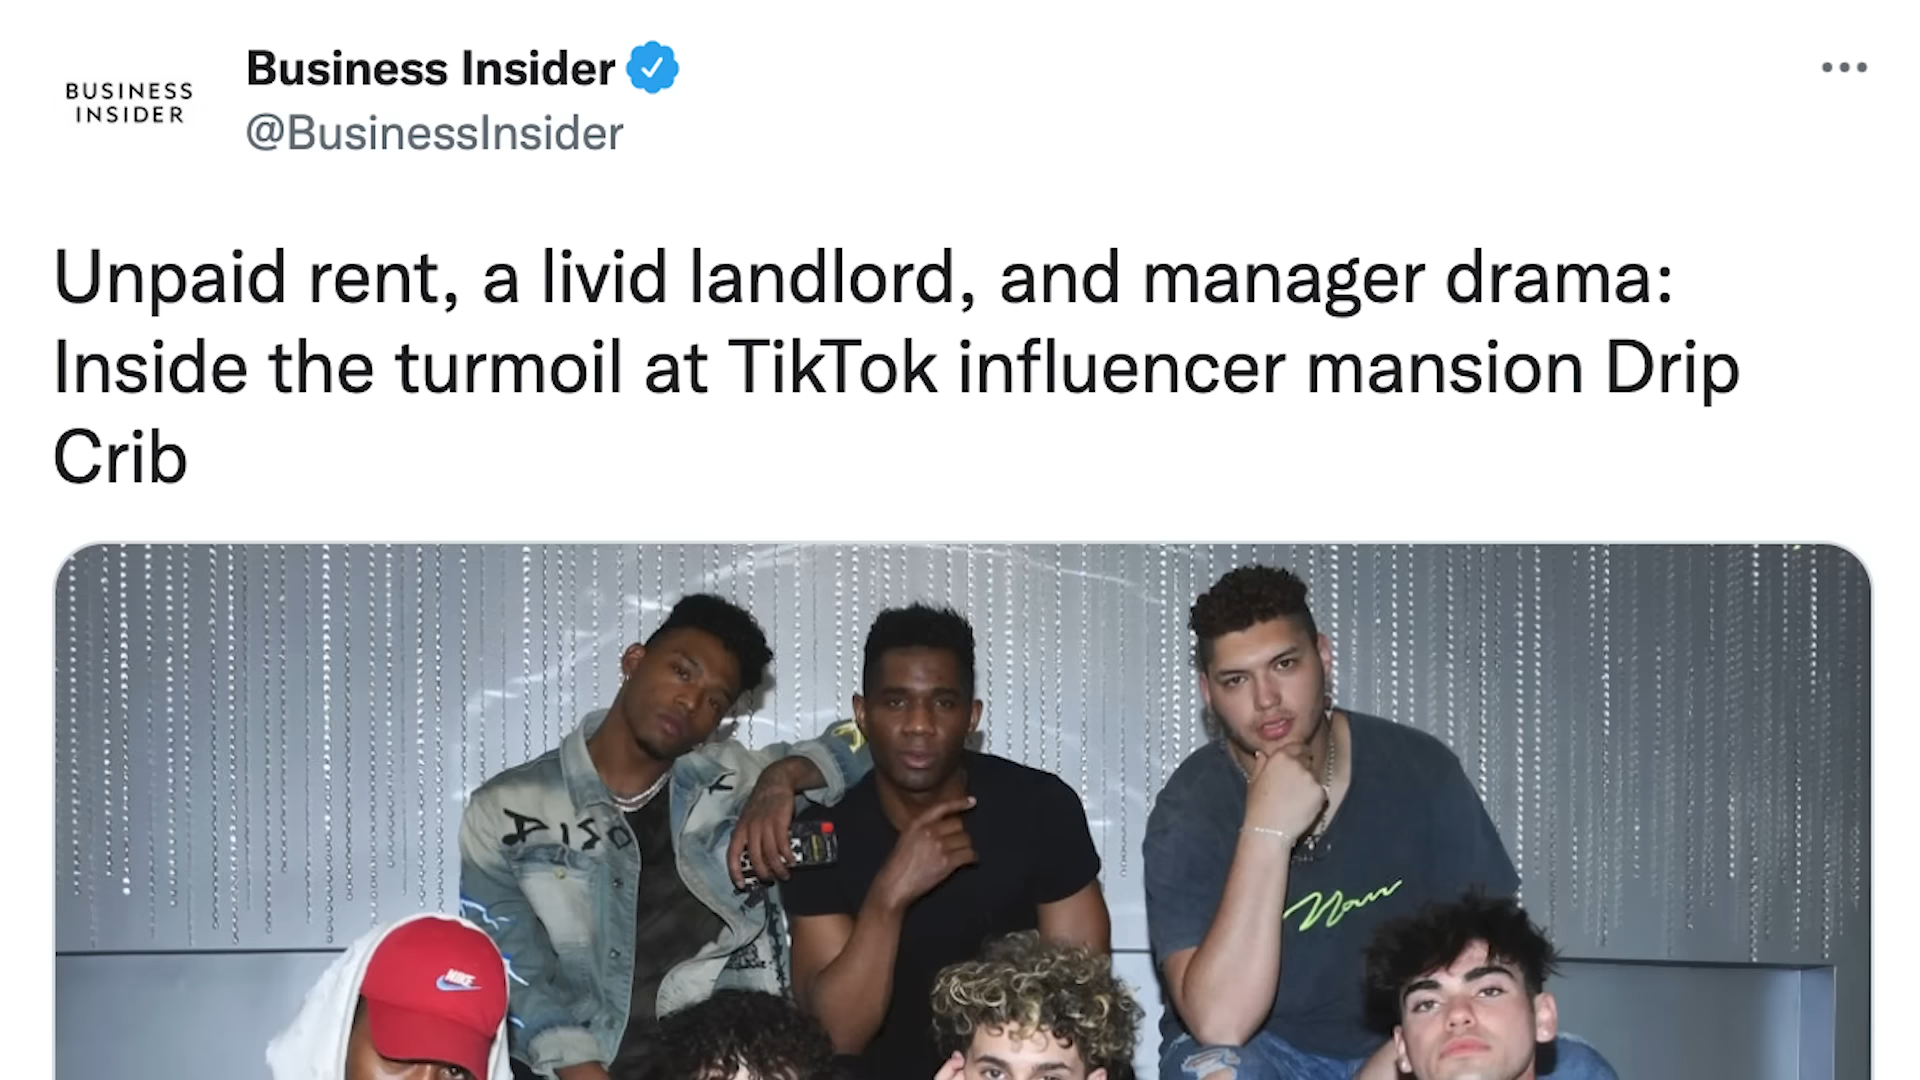 BUSINESS
INSIDER
Business Insider
@BusinessInsider
Unpaid rent, a livid landlord, and manager drama:
Inside the turmoil at TikTok influencer mansion Drip
Crib
NIKE